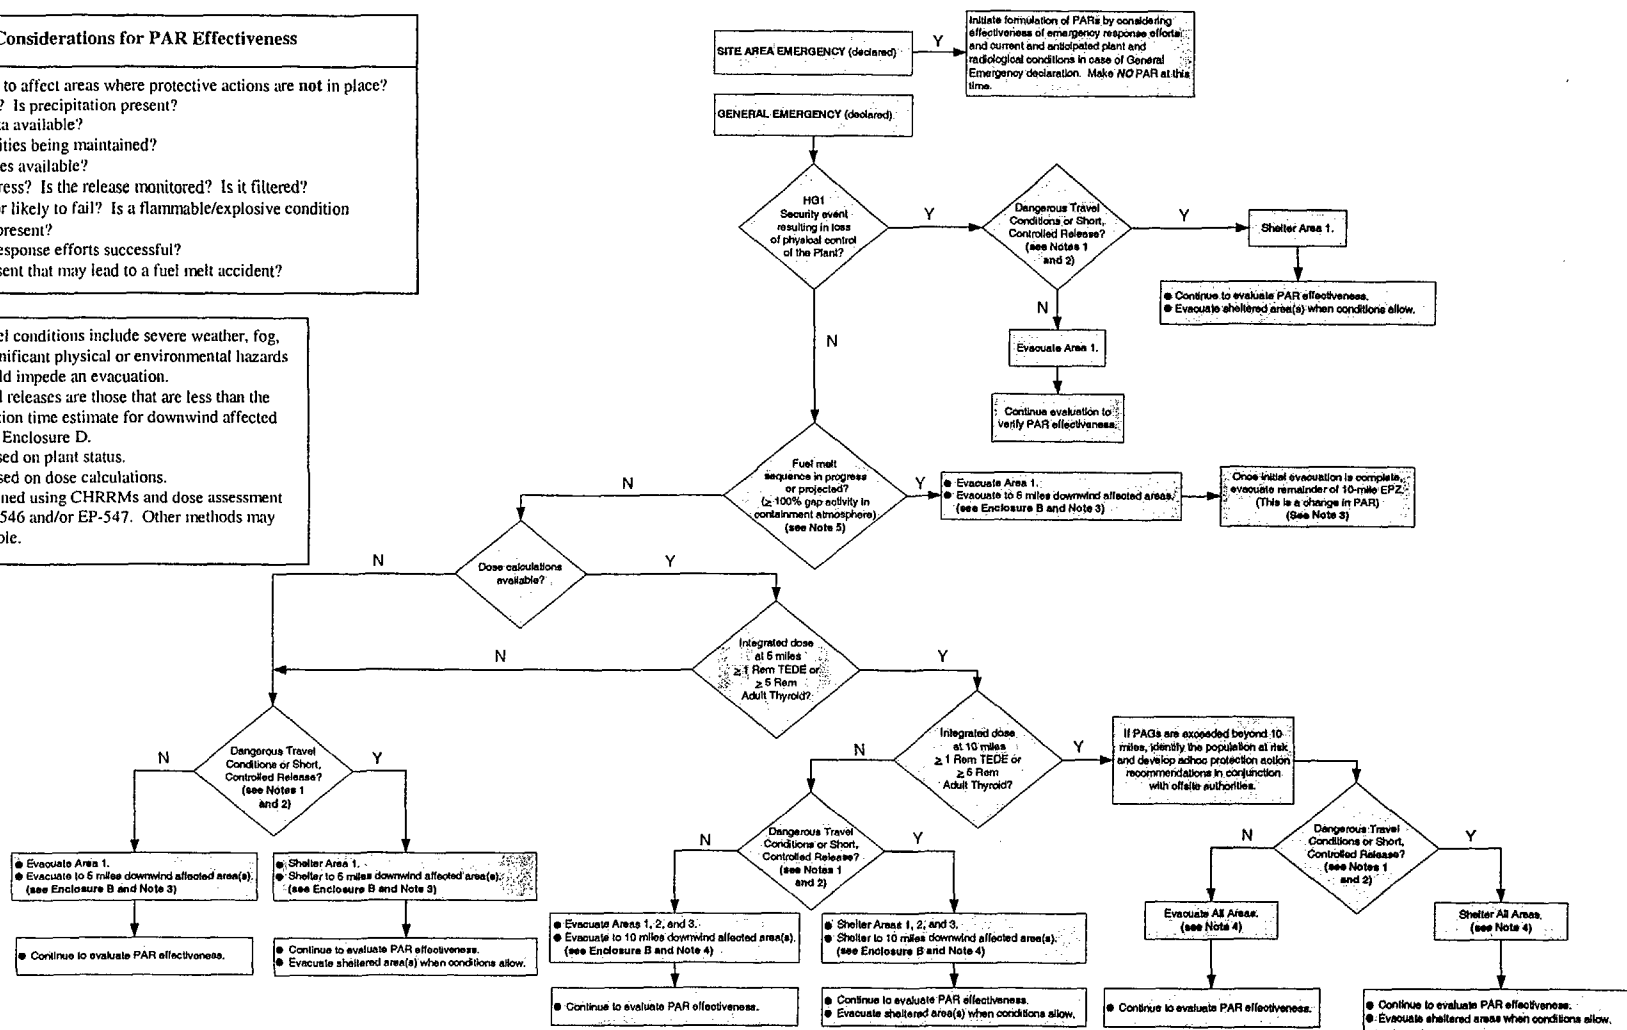 Considerations for PAR Effectiveness
to affect areas where protective actions are not in place?
? Is precipitation present?
a available?
ities being maintained?
es available?
ress? Is the release monitored? Is it filtered?
r likely to fail? Is a flammable/explosive condition
present?
esponse efforts successful?
sent that may lead to a fuel melt accident?
el conditions include severe weather, fog,
nificant physical or environmental hazards
ld impede an evacuation.
l releases are those that are less than the
tion time estimate for downwind affected
Enclosure D.
sed on plant status.
sed on dose calculations.
ned using CHRRMs and dose assessment
546 and/or EP-547. Other methods may
ble.
SITE AREA EMERGENCY (declared)
Y
Initiate formulation of PARs by considering
effectiveness of emergency response efforts
and current and anticipated plant and
radiological conditions in case of General
Emergency declaration. Make NO PAR at this
time.
GENERAL EMERGENCY (declared)
HG1
Security event
resulting in loss
of physical control
of the Plant?
Y
Dangerous Travel
Conditions or Short,
Controlled Release?
(see Notes 1
and 2)
Y
Shelter Area 1.
● Continue to evaluate PAR effectiveness.
● Evacuate sheltered area(s) when conditions allow.
N
Evacuate Area 1.
Continue evaluation to
verify PAR effectiveness.
N
Fuel melt
sequence in progress
or projected?
(≥ 100% gap activity in
containment atmosphere)
(see Note 5)
Y
● Evacuate Area 1.
● Evacuate to 5 miles downwind affected areas.
(see Enclosure B and Note 3)
Once initial evacuation is complete,
evacuate remainder of 10-mile EPZ.
(This is a change in PAR)
(See Note 3)
N
Dose calculations
available?
N
Y
Integrated dose
at 5 miles
≥ 1 Rem TEDE or
≥ 5 Rem
Adult Thyroid?
N
Y
Dangerous Travel
Conditions or Short,
Controlled Release?
(see Notes 1
and 2)
N
Y
● Evacuate Area 1.
● Evacuate to 5 miles downwind affected area(s).
(see Enclosure B and Note 3)
● Continue to evaluate PAR effectiveness.
● Shelter Area 1.
● Shelter to 5 miles downwind affected area(s).
(see Enclosure B and Note 3)
● Continue to evaluate PAR effectiveness.
● Evacuate sheltered area(s) when conditions allow.
Integrated dose
at 10 miles
≥ 1 Rem TEDE or
≥ 5 Rem
Adult Thyroid?
N
Y
If PAGs are exceeded beyond 10
miles, identify the population at risk
and develop adhoc protection action
recommendations in conjunction
with offsite authorities.
Dangerous Travel
Conditions or Short,
Controlled Release?
(see Notes 1
and 2)
N
Y
● Evacuate Areas 1, 2, and 3.
● Evacuate to 10 miles downwind affected area(s).
(see Enclosure B and Note 4)
● Continue to evaluate PAR effectiveness.
● Shelter Areas 1, 2, and 3.
● Shelter to 10 miles downwind affected area(s).
(see Enclosure B and Note 4)
● Continue to evaluate PAR effectiveness.
● Evacuate sheltered area(s) when conditions allow.
Dangerous Travel
Conditions or Short,
Controlled Release?
(see Notes 1
and 2)
N
Y
Evacuate All Areas.
(see Note 4)
● Continue to evaluate PAR effectiveness.
Shelter All Areas.
(see Note 4)
● Continue to evaluate PAR effectiveness.
● Evacuate sheltered areas when conditions allow.